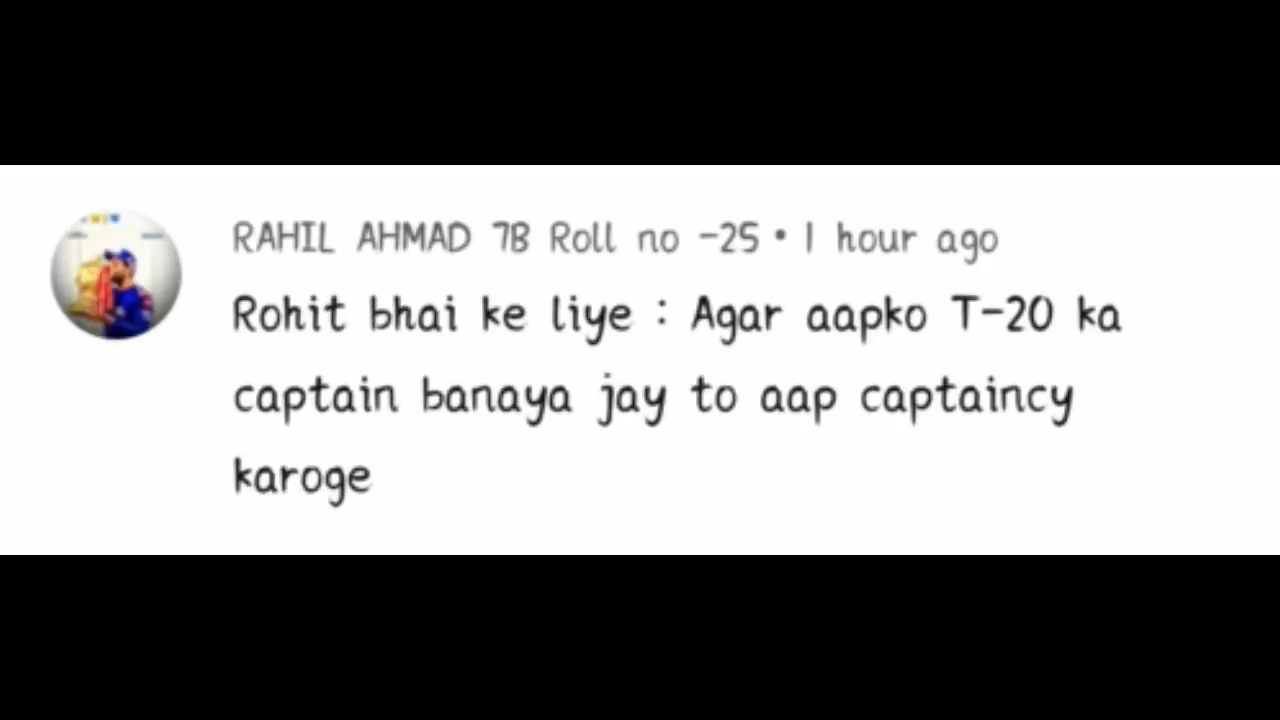 RAHIL AHMAD 7B Roll no -25 • 1 hour ago
Rohit bhai ke liye : Agar aapko T-20 ka
captain banaya jay to aap captaincy
karoge